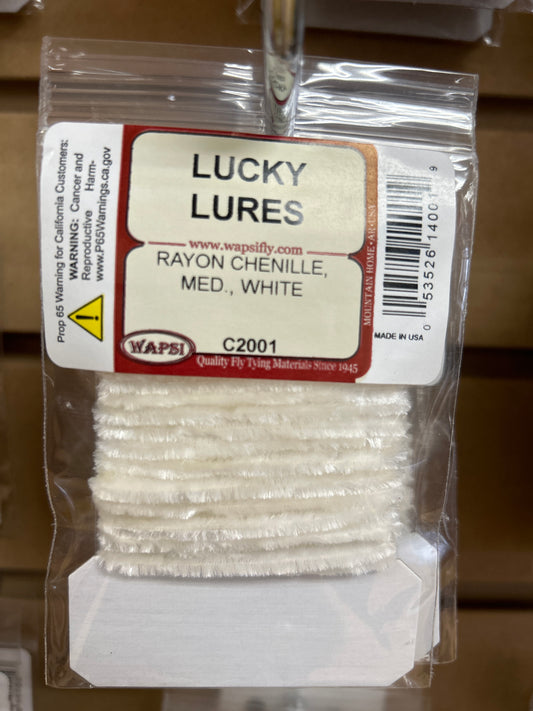 Prop 65 Warning for California Customers:
WARNING: Cancer and
Reproductive Harm-
www.P65Warnings.ca.gov
LUCKY
LURES
www.wapsifly.com
RAYON CHENILLE,
MED., WHITE
C2001
WAPSI
Quality Fly Tying Materials Since 1945
MOUNTAIN HOME • AR • USA
0 53526 14001 9
MADE IN USA